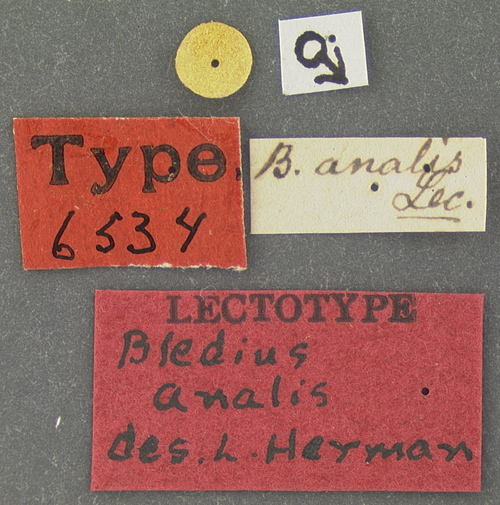 ♂
Type.
6534
B. analis
Lec.
LECTOTYPE
Bledius
analis
des. L. Herman